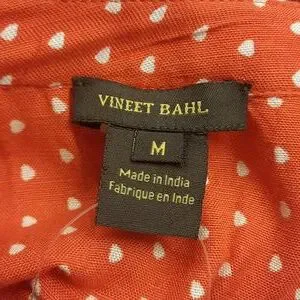 VINEET BAHL
M
Made in India
Fabrique en Inde